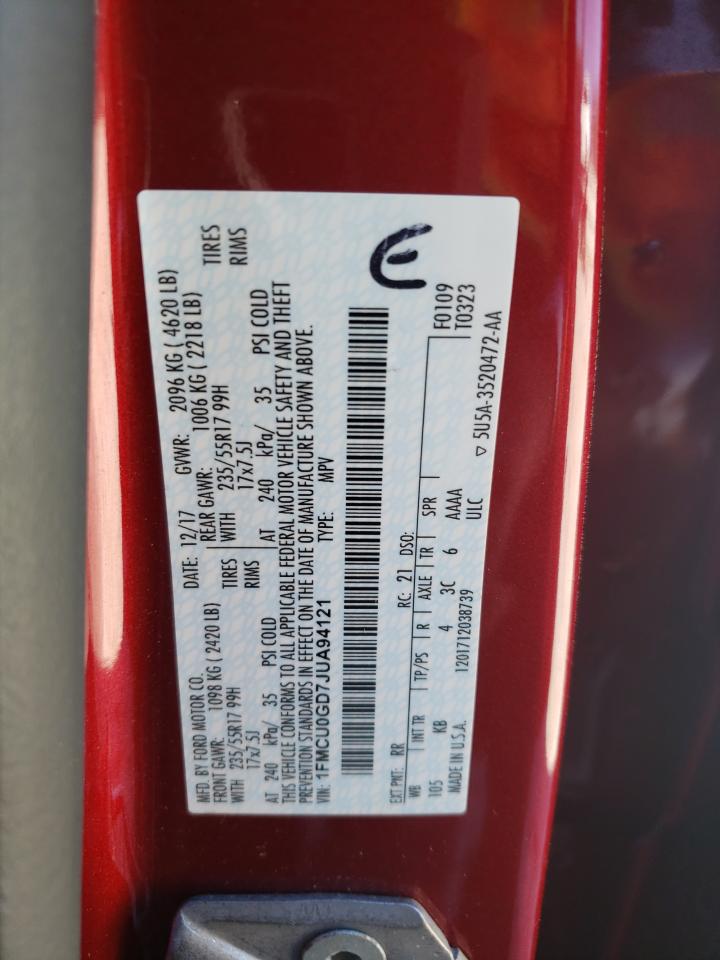 MFD. BY FORD MOTOR CO. DATE: 12/17 GVWR: 2096 KG ( 4620 LB)
FRONT GAWR: 1098 KG ( 2420 LB) REAR GAWR: 1006 KG ( 2218 LB)
WITH 235/55R17 99H TIRES WITH 235/55R17 99H TIRES
17x7.5J RIMS 17x7.5J RIMS
AT 240 kPa/ 35 PSI COLD AT 240 kPa/ 35 PSI COLD
THIS VEHICLE CONFORMS TO ALL APPLICABLE FEDERAL MOTOR VEHICLE SAFETY AND THEFT
PREVENTION STANDARDS IN EFFECT ON THE DATE OF MANUFACTURE SHOWN ABOVE.
VIN: 1FMCU0GD7JUA94121 TYPE: MPV
E
EXT PNT: RR RC: 21 DSO: F0109
WB INT TR TP/PS R AXLE TR SPR T0323
105 KB 4 3C 6 AAAA
MADE IN U.S.A. 1201712038739 ULC
▽ 5U5A-3520472-AA